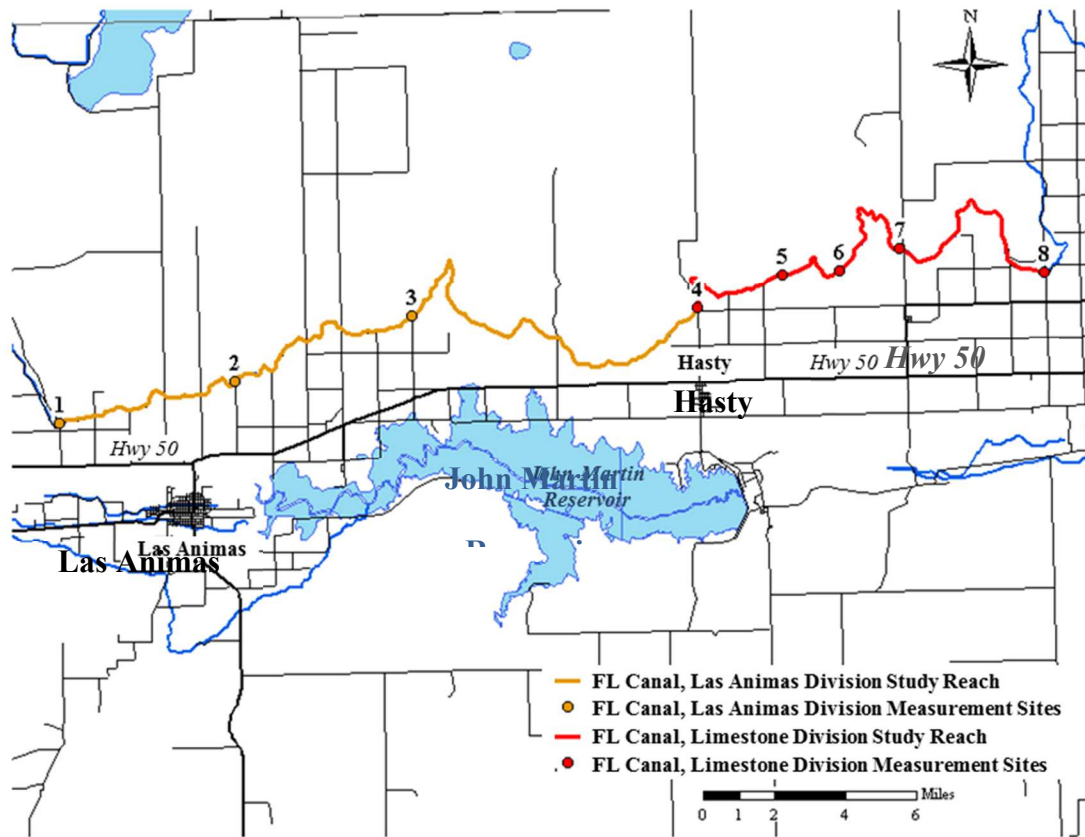 N
7
5
6
8
4
3
2
1
Hasty
Hwy 50
Hwy 50
Hasty
Hwy 50
John Martin
John Martin
Reservoir
Las Animas
Las Animas
FL Canal, Las Animas Division Study Reach
FL Canal, Las Animas Division Measurement Sites
FL Canal, Limestone Division Study Reach
FL Canal, Limestone Division Measurement Sites
Miles
0 1 2 4 6